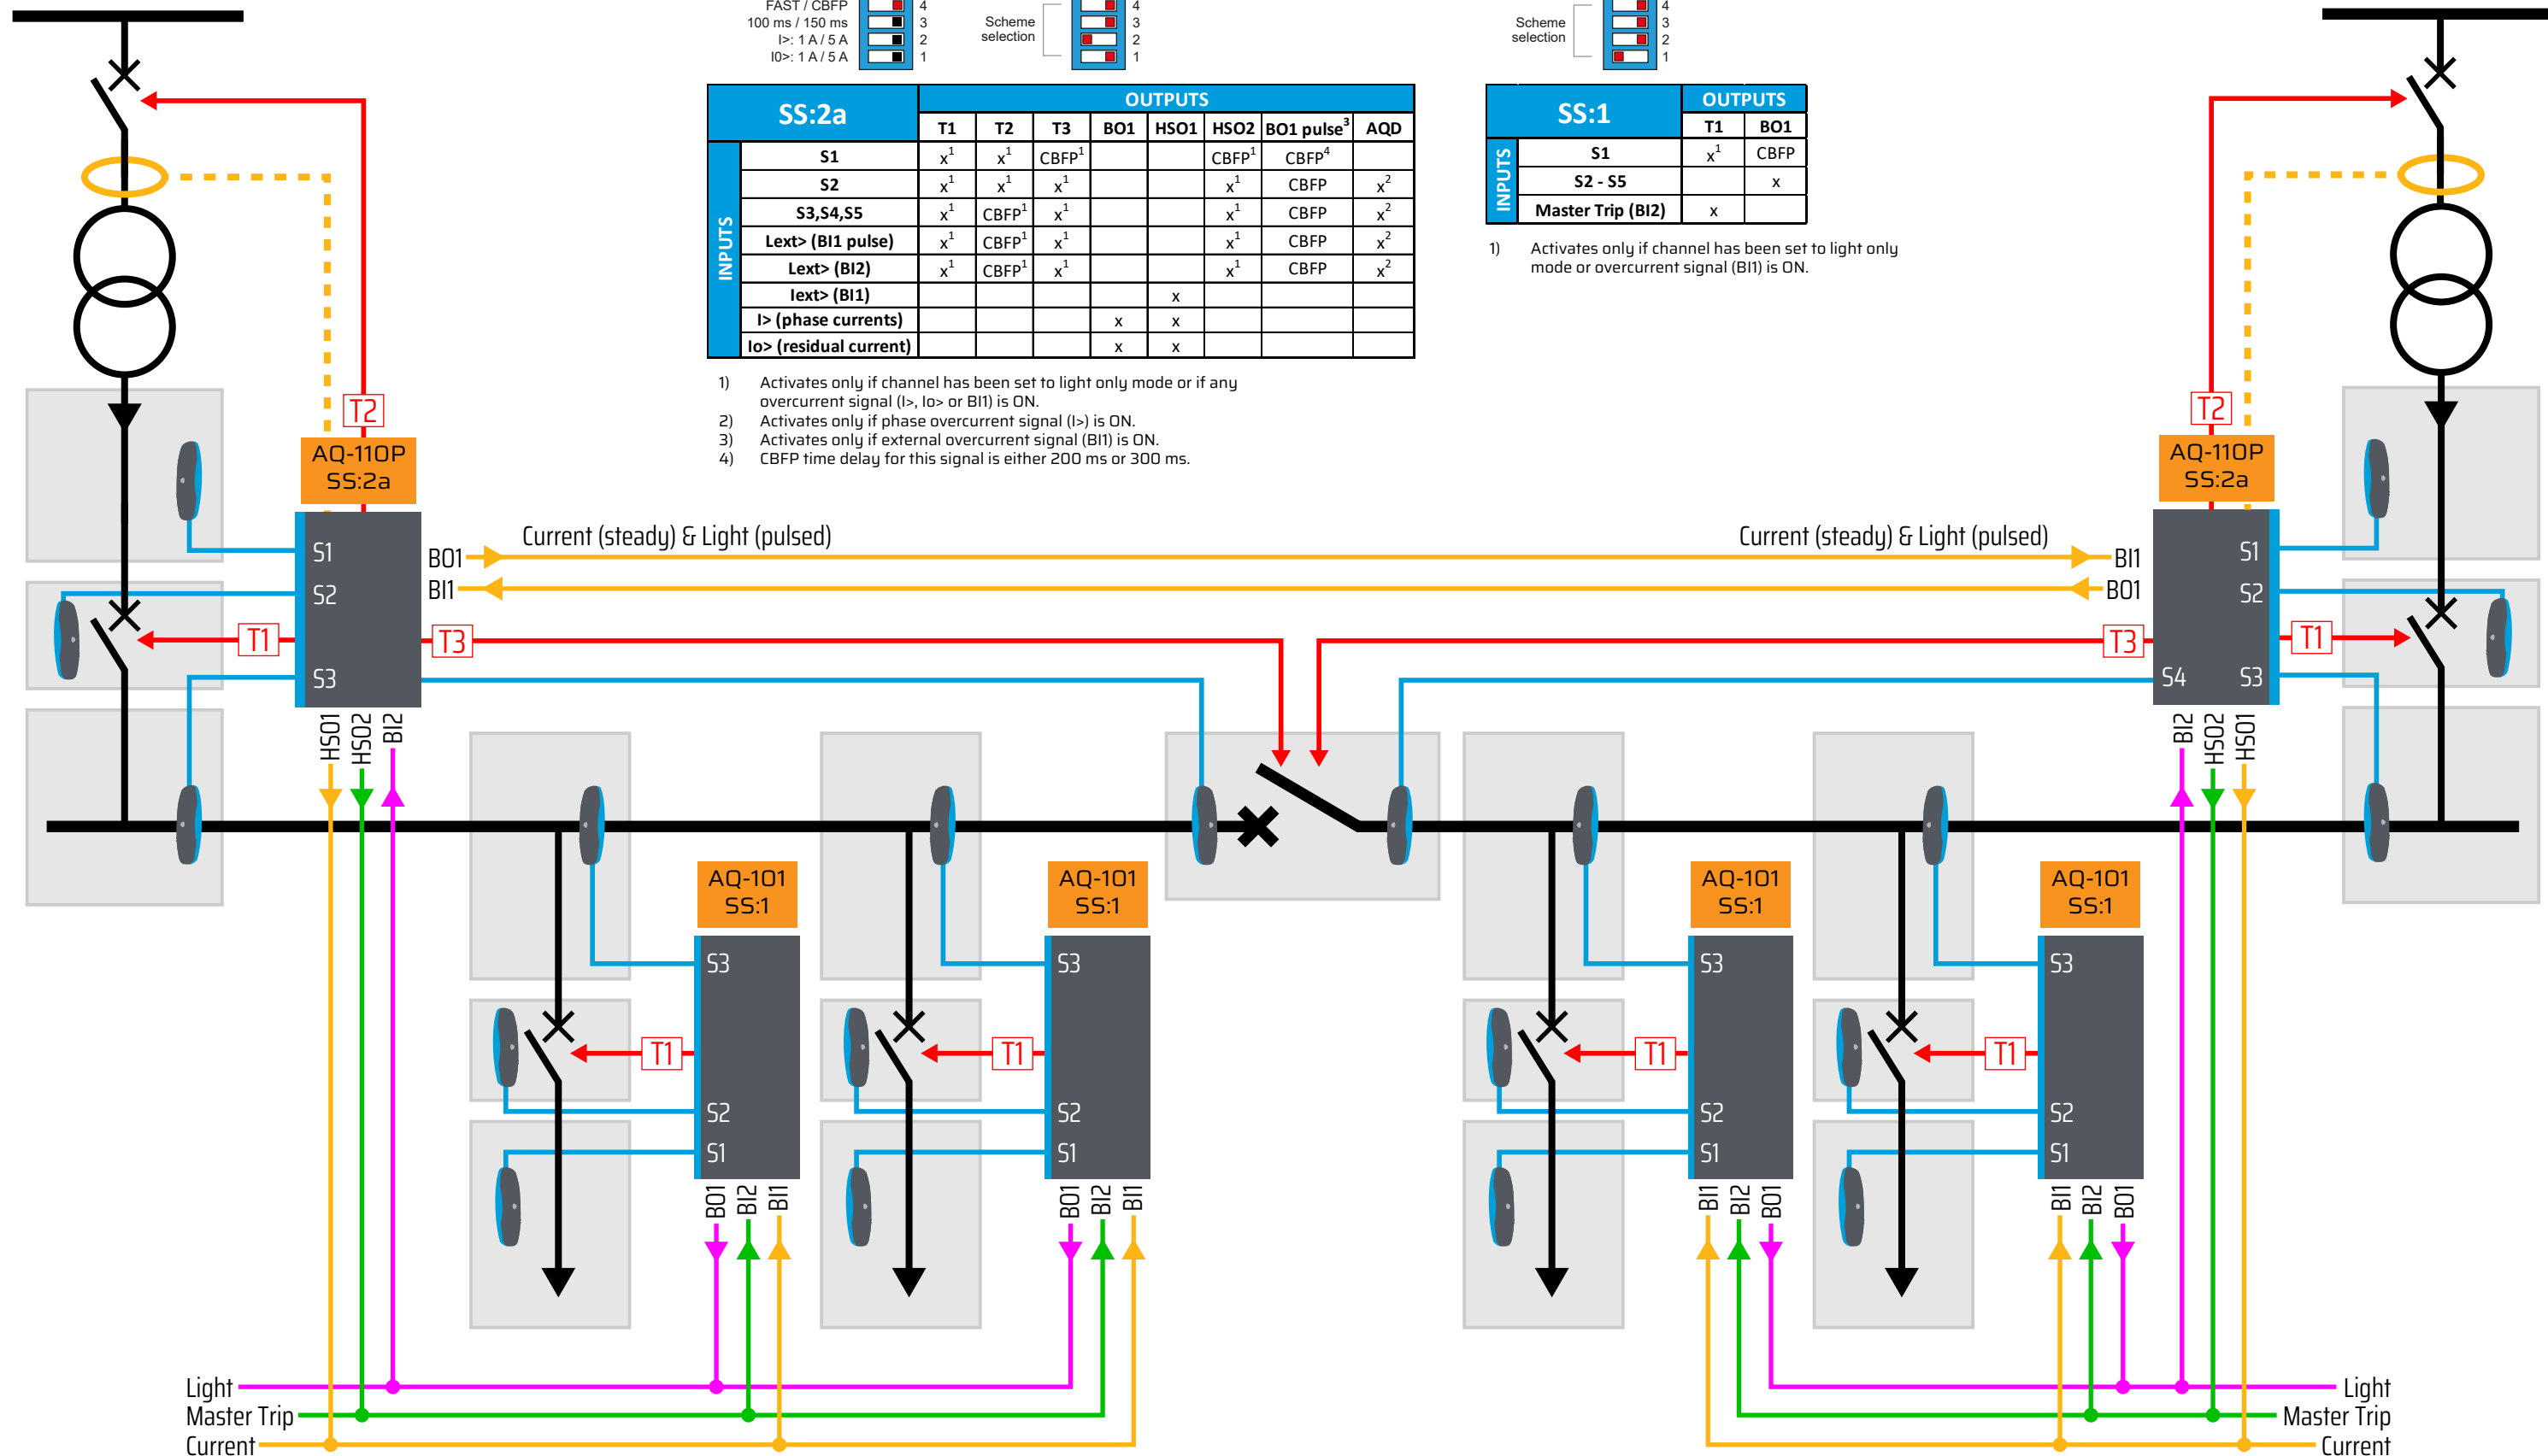 FAST / CBFP 4
100 ms / 150 ms 3
I>: 1 A / 5 A 2
I0>: 1 A / 5 A 1
Scheme selection
4
3
2
1
Scheme selection
4
3
2
1
SS:2a OUTPUTS
T1 T2 T3 BO1 HSO1 HSO2 BO1 pulse³ AQD
INPUTS
S1 x¹ x¹ CBFP¹ CBFP¹ CBFP⁴
S2 x¹ x¹ x¹ x¹ CBFP x²
S3,S4,S5 x¹ CBFP¹ x¹ x¹ CBFP x²
Lext> (BI1 pulse) x¹ CBFP¹ x¹ x¹ CBFP x²
Lext> (BI2) x¹ CBFP¹ x¹ x¹ CBFP x²
Iext> (BI1) x
I> (phase currents) x x
Io> (residual current) x x
1) Activates only if channel has been set to light only mode or if any
overcurrent signal (I>, Io> or BI1) is ON.
2) Activates only if phase overcurrent signal (I>) is ON.
3) Activates only if external overcurrent signal (BI1) is ON.
4) CBFP time delay for this signal is either 200 ms or 300 ms.
SS:1 OUTPUTS
T1 BO1
INPUTS
S1 x¹ CBFP
S2 - S5 x
Master Trip (BI2) x
1) Activates only if channel has been set to light only
mode or overcurrent signal (BI1) is ON.
T2
AQ-110P
SS:2a
S1
S2
S3
T1
T3
BO1
BI1
Current (steady) & Light (pulsed)
HSO1
HSO2
BI2
T2
AQ-110P
SS:2a
S1
S2
S4 S3
T3
T1
Current (steady) & Light (pulsed)
BI1
BO1
BI2
HSO2
HSO1
AQ-101
SS:1
S3
T1
S2
S1
BO1
BI2
BI1
AQ-101
SS:1
S3
T1
S2
S1
BO1
BI2
BI1
AQ-101
SS:1
S3
T1
S2
S1
BI1
BI2
BO1
AQ-101
SS:1
S3
T1
S2
S1
BI1
BI2
BO1
Light
Master Trip
Current
Light
Master Trip
Current